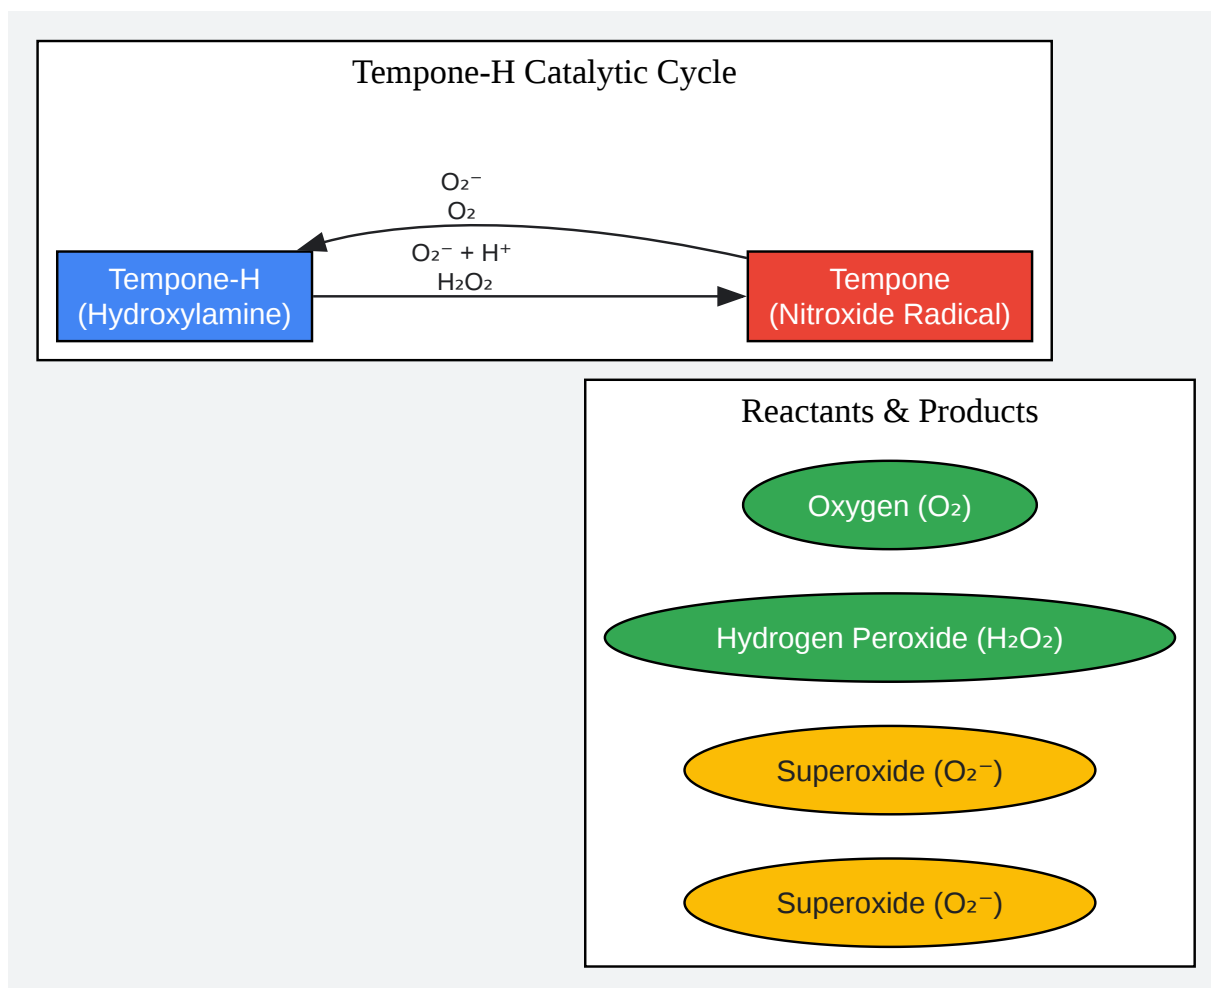 Tempone-H Catalytic Cycle
O₂⁻
O₂
O₂⁻ + H⁺
H₂O₂
Tempone-H
(Hydroxylamine)
Tempone
(Nitroxide Radical)
Reactants & Products
Oxygen (O₂)
Hydrogen Peroxide (H₂O₂)
Superoxide (O₂⁻)
Superoxide (O₂⁻)